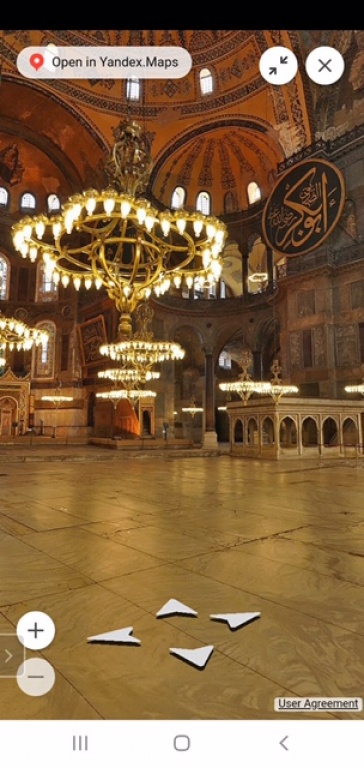 Open in Yandex.Maps
أبو بكر
+
−
User Agreement